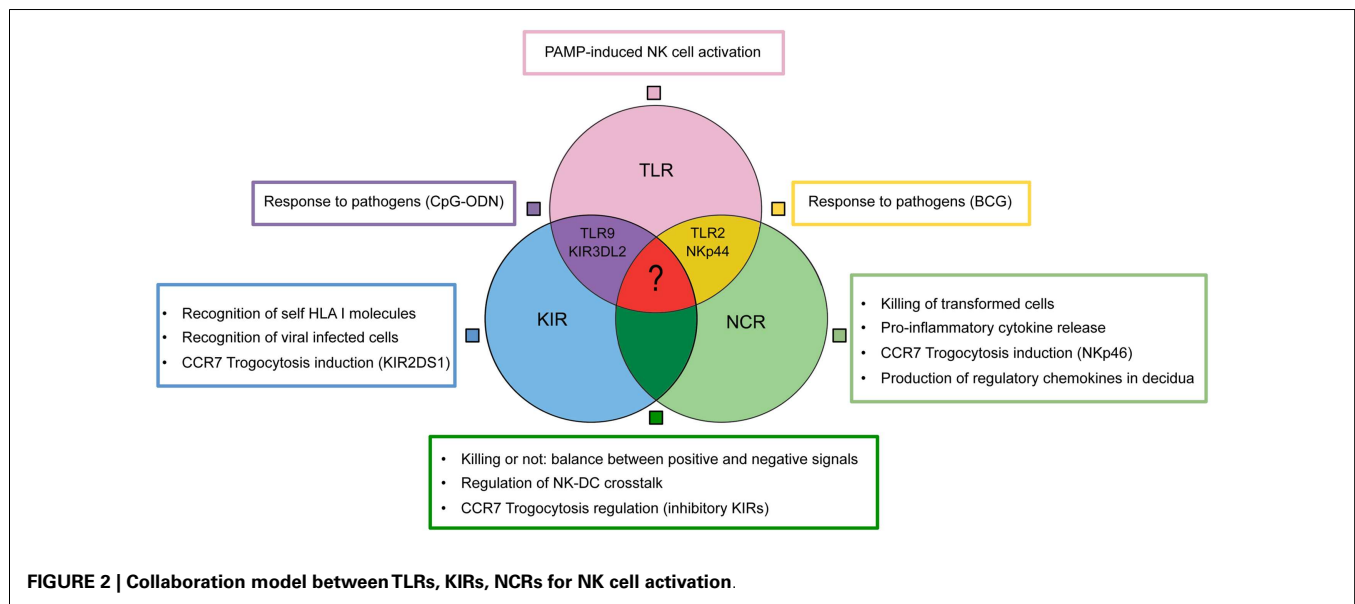 PAMP-induced NK cell activation
TLR
Response to pathogens (CpG-ODN)
Response to pathogens (BCG)
TLR9
KIR3DL2
TLR2
NKp44
?
KIR
NCR
• Recognition of self HLA I molecules
• Recognition of viral infected cells
• CCR7 Trogocytosis induction (KIR2DS1)
• Killing of transformed cells
• Pro-inflammatory cytokine release
• CCR7 Trogocytosis induction (NKp46)
• Production of regulatory chemokines in decidua
• Killing or not: balance between positive and negative signals
• Regulation of NK-DC crosstalk
• CCR7 Trogocytosis regulation (inhibitory KIRs)
FIGURE 2 | Collaboration model between TLRs, KIRs, NCRs for NK cell activation.